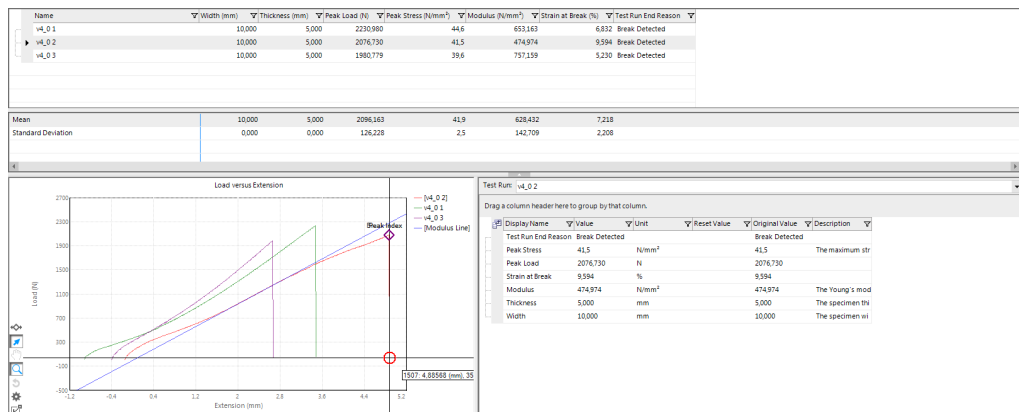 Name Width (mm) Thickness (mm) Peak Load (N) Peak Stress (N/mm²) Modulus (N/mm²) Strain at Break (%) Test Run End Reason
v4_0 1 10,000 5,000 2230,980 44,6 653,163 6,832 Break Detected
v4_0 2 10,000 5,000 2076,730 41,5 474,974 9,594 Break Detected
v4_0 3 10,000 5,000 1980,779 39,6 757,159 5,230 Break Detected
Mean 10,000 5,000 2096,163 41,9 628,432 7,218
Standard Deviation 0,000 0,000 126,228 2,5 142,709 2,208
Load versus Extension
2700
2300
1900
1500
1100
700
300
-100
-500
Load (N)
-1.2 -0.4 0.4 1.2 2.0 2.8 3.6 4.4 5.2
Extension (mm)
Peak Index
[v4_0 2]
v4_0 1
v4_0 3
[Modulus Line]
1507: 4.88568 (mm), 35
Test Run: v4_0 2
Drag a column header here to group by that column.
Display Name Value Unit Reset Value Original Value Description
Test Run End Reason Break Detected Break Detected
Peak Stress 41,5 N/mm² 41,5 The maximum str
Peak Load 2076,730 N 2076,730
Strain at Break 9,594 % 9,594
Modulus 474,974 N/mm² 474,974 The Young's mod
Thickness 5,000 mm 5,000 The specimen thi
Width 10,000 mm 10,000 The specimen wi